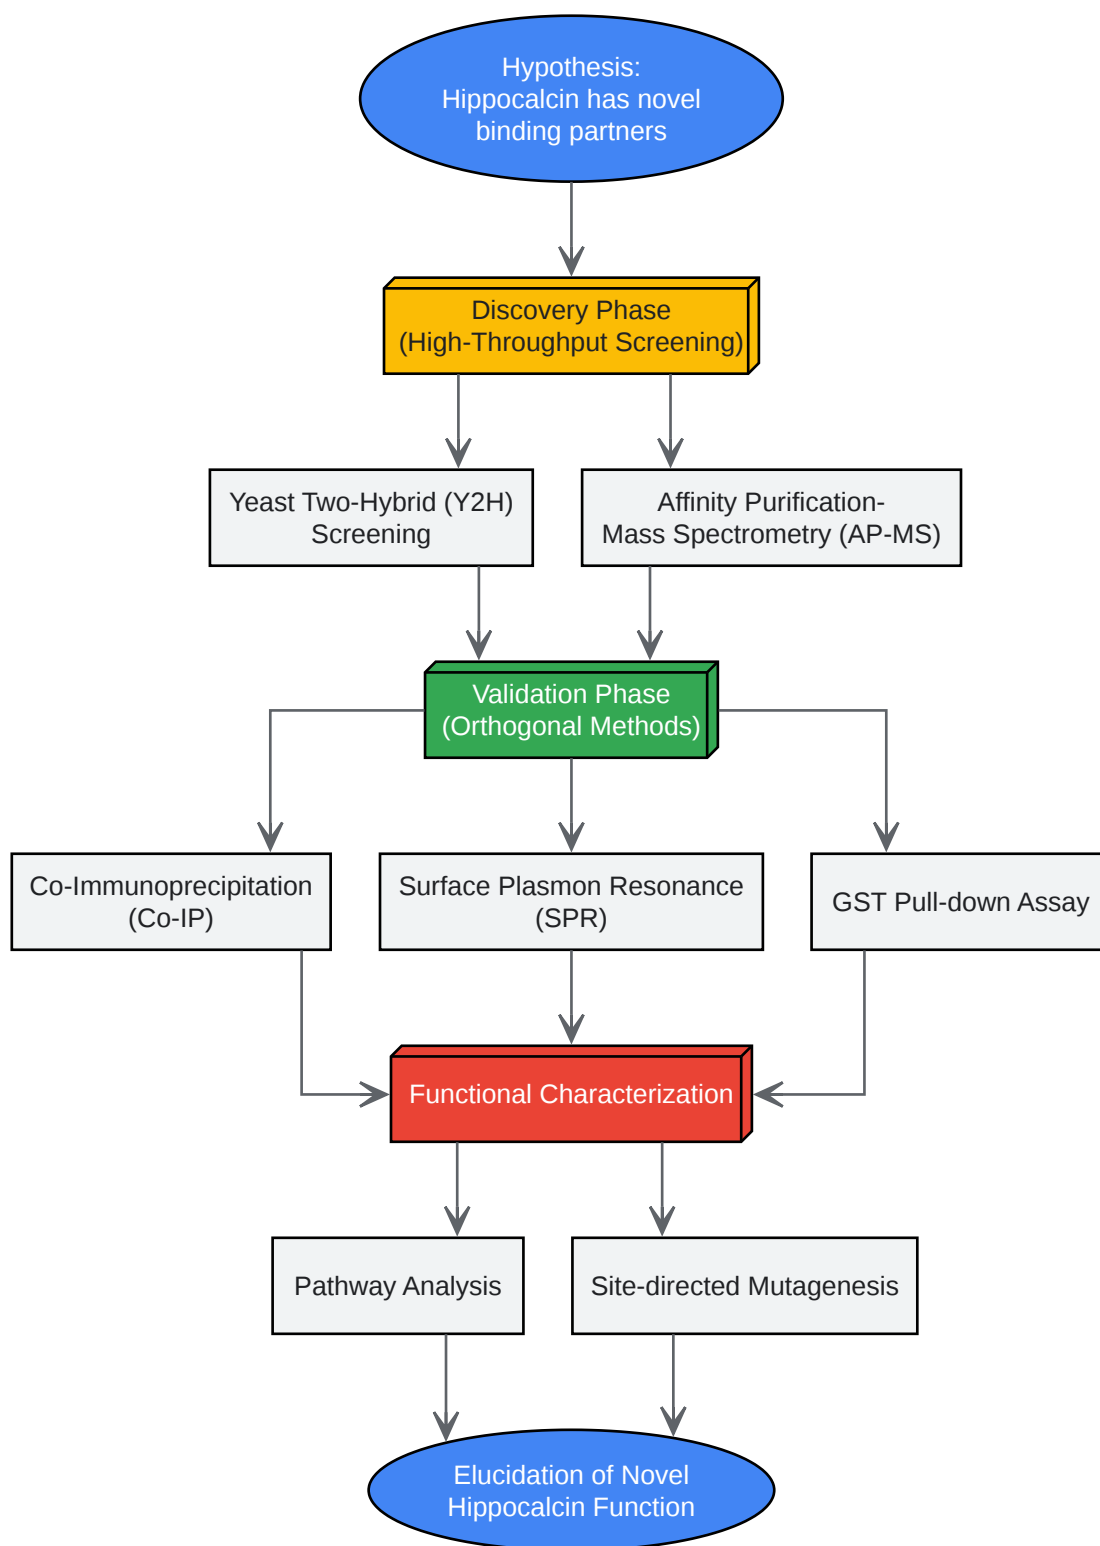 Hypothesis:
Hippocalcin has novel
binding partners
Discovery Phase
(High-Throughput Screening)
Yeast Two-Hybrid (Y2H)
Screening
Affinity Purification-
Mass Spectrometry (AP-MS)
Validation Phase
(Orthogonal Methods)
Co-Immunoprecipitation
(Co-IP)
Surface Plasmon Resonance
(SPR)
GST Pull-down Assay
Functional Characterization
Pathway Analysis
Site-directed Mutagenesis
Elucidation of Novel
Hippocalcin Function